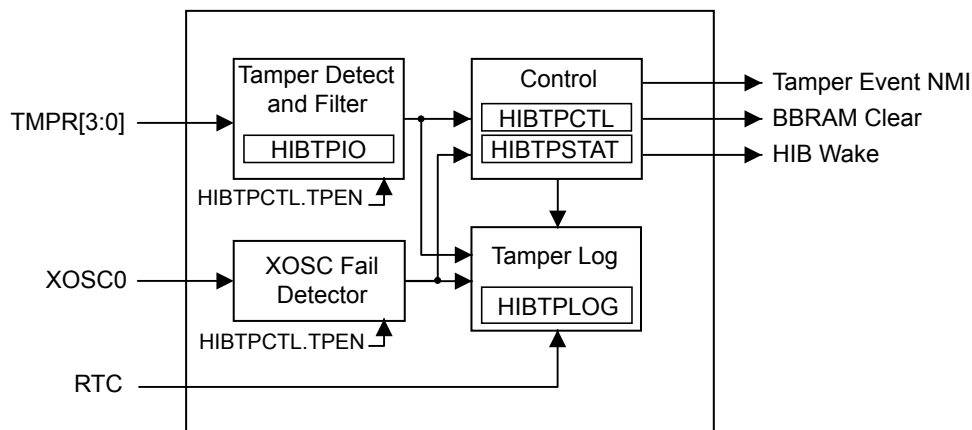 Tamper Detect
and Filter
HIBTPIO
Control
HIBTPCTL
HIBTPSTAT
Tamper Event NMI
BBRAM Clear
HIB Wake
TMPR[3:0]
HIBTPCTL.TPEN
XOSC0
XOSC Fail
Detector
Tamper Log
HIBTPLOG
HIBTPCTL.TPEN
RTC